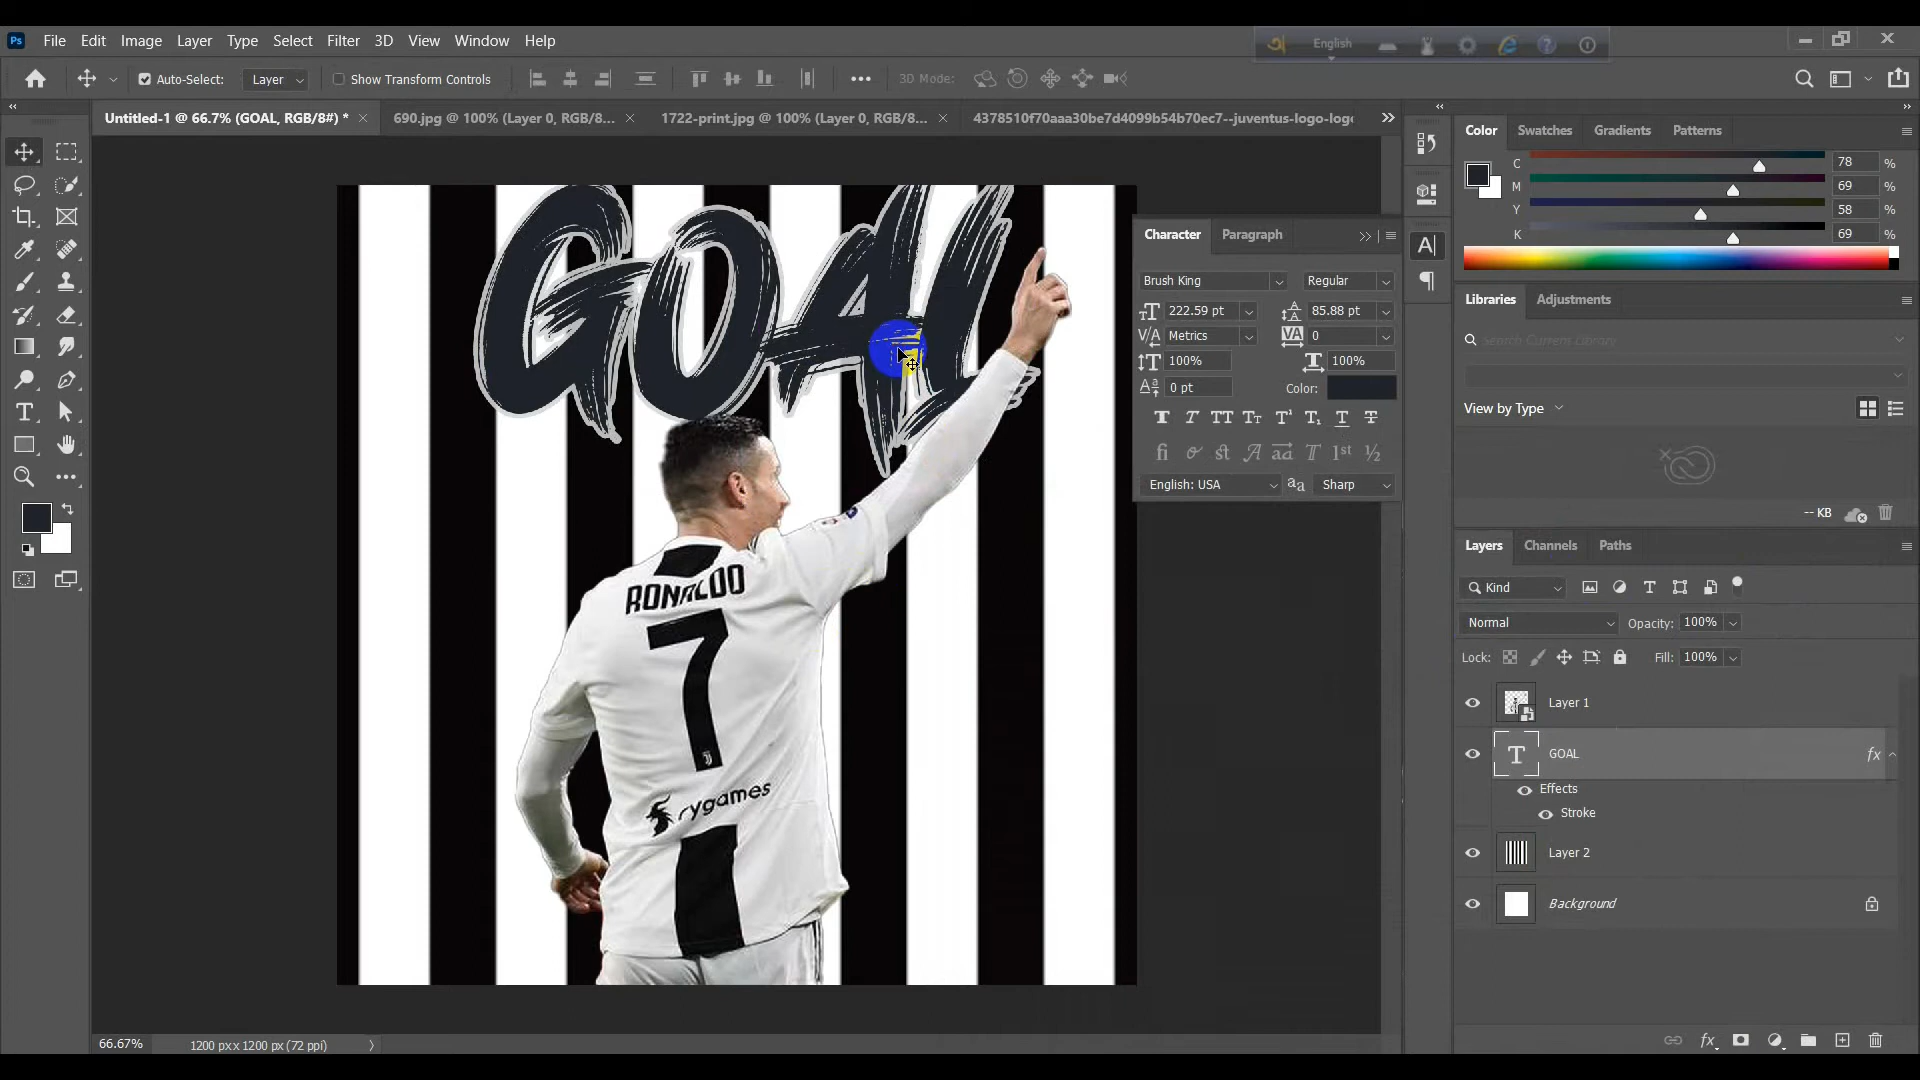 Ps File Edit Image Layer Type Select Filter 3D View Window Help
English
Auto-Select: Layer Show Transform Controls 3D Mode:
Untitled-1 @ 66.7% (GOAL, RGB/8#) * 690.jpg @ 100% (Layer 0, RGB/8... 1722-print.jpg @ 100% (Layer 0, RGB/8... 4378510f70aaa30be7d4099b54b70ec7--juventus-logo-logo
Color Swatches Gradients Patterns
C 78 %
M 69 %
Y 58 %
K 69 %
Character Paragraph
Brush King Regular
222.59 pt 85.88 pt
Metrics 0
100% 100%
0 pt Color:
English: USA Sharp
Libraries Adjustments
Search Current Library
View by Type
-- KB
Layers Channels Paths
Kind
Normal Opacity: 100%
Lock: Fill: 100%
Layer 1
GOAL fx
Effects
Stroke
Layer 2
Background
GOAL
RONALDO
7
cygames
66.67% 1200 px x 1200 px (72 ppi)